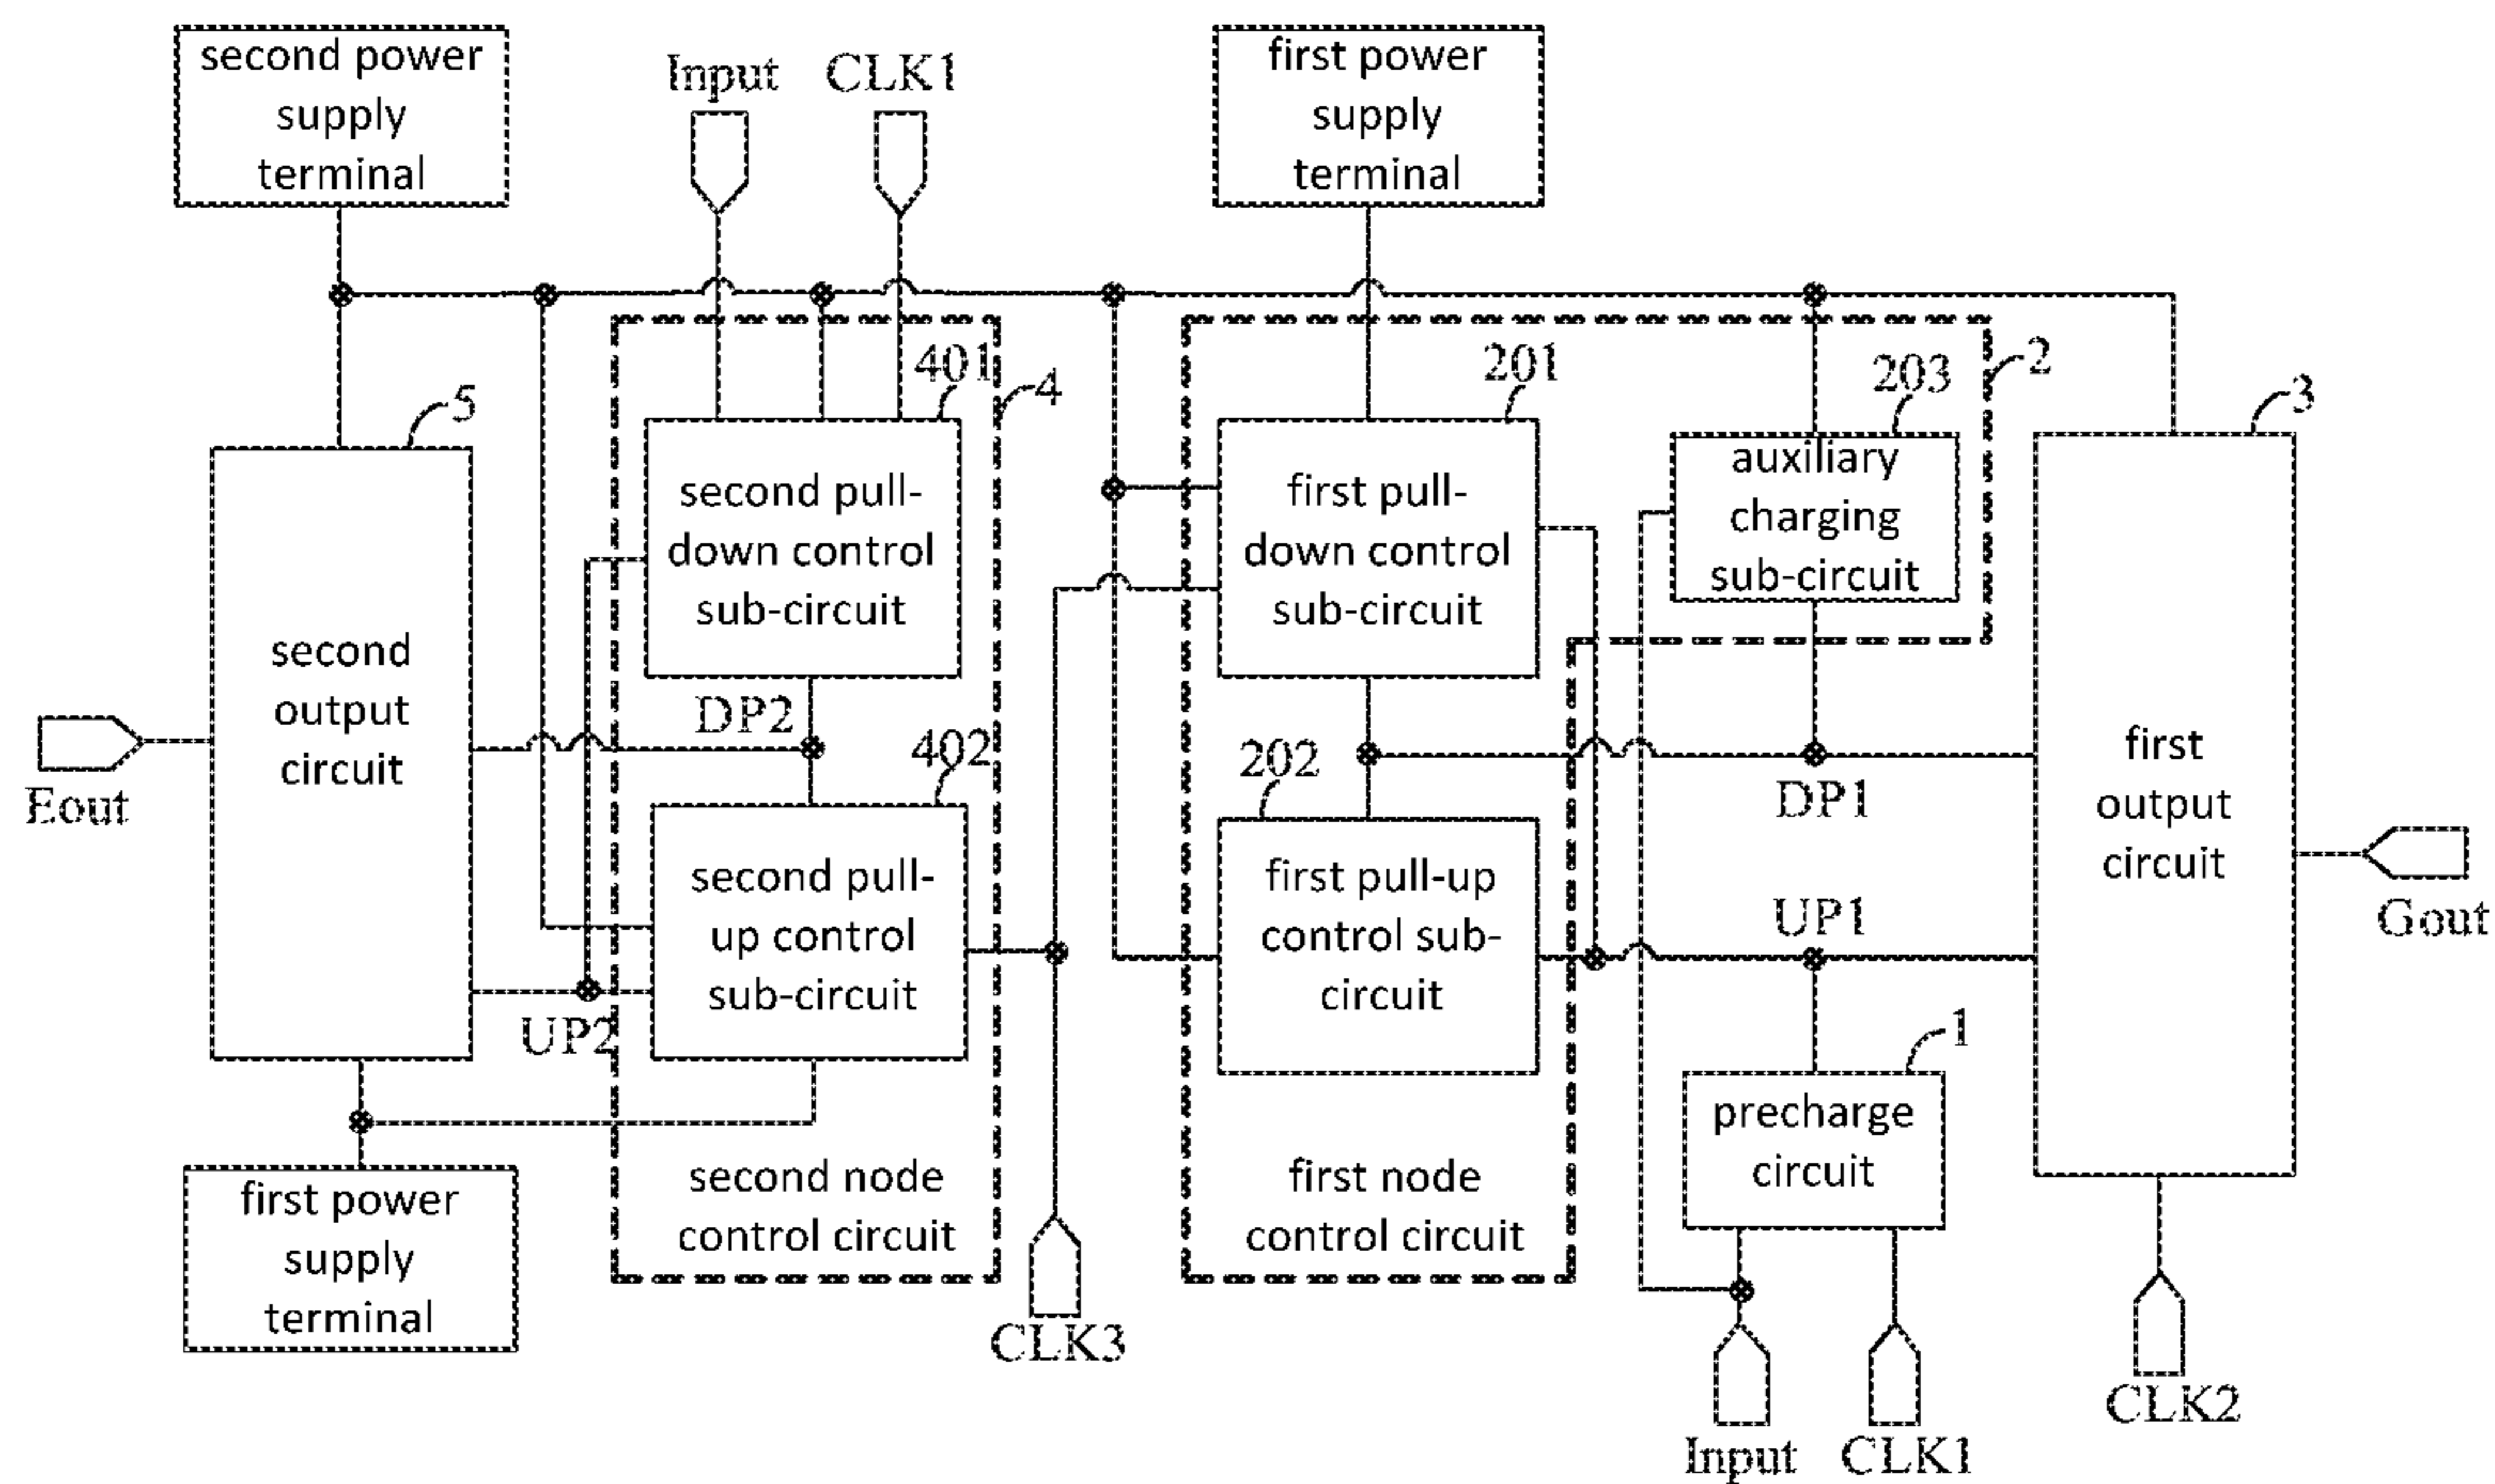 second power
supply
terminal
Input
CLK1
first power
supply
terminal
401
4
201
203
2
5
3
second pull-
down control
sub-circuit
first pull-
down control
sub-circuit
auxiliary
charging
sub-circuit
second
output
circuit
DP2
402
202
DP1
first
output
circuit
Eout
second pull-
up control
sub-circuit
first pull-up
control sub-
circuit
UP1
Gout
UP2
1
precharge
circuit
second node
control circuit
first node
control circuit
first power
supply
terminal
CLK3
Input
CLK1
CLK2